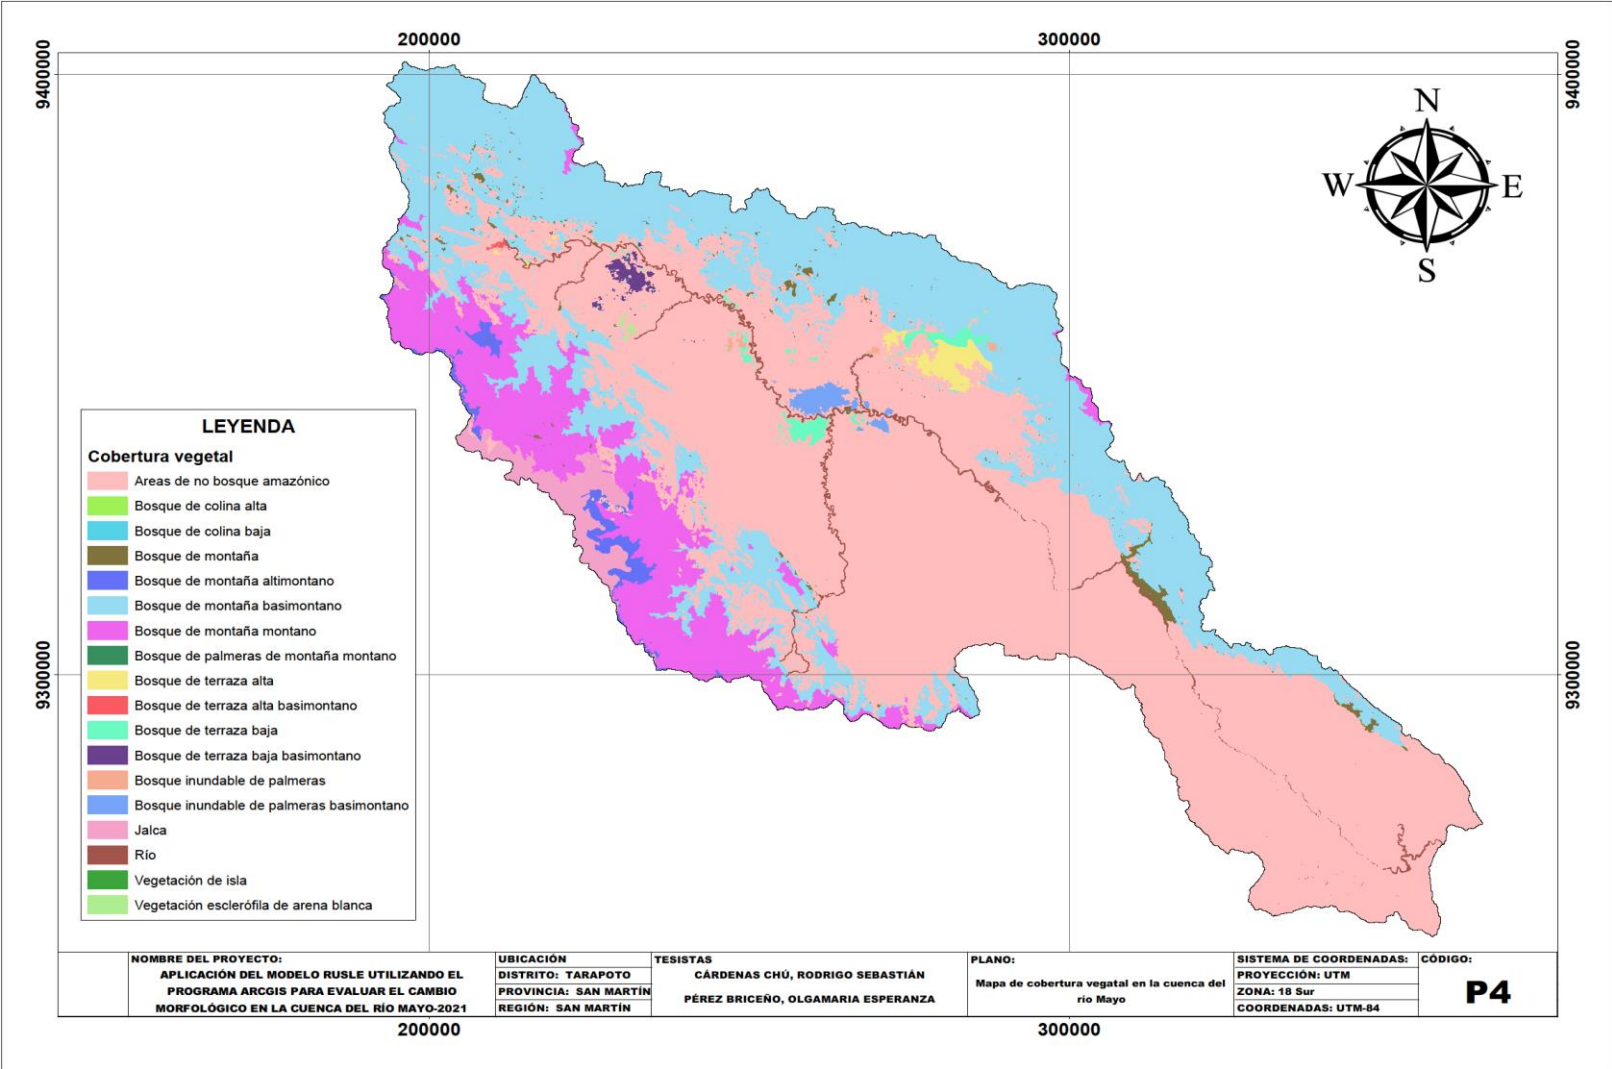 200000
300000
9400000
9400000
N
W
E
S
LEYENDA
Cobertura vegetal
Areas de no bosque amazónico
Bosque de colina alta
Bosque de colina baja
Bosque de montaña
Bosque de montaña altimontano
Bosque de montaña basimontano
Bosque de montaña montano
Bosque de palmeras de montaña montano
Bosque de terraza alta
Bosque de terraza alta basimontano
Bosque de terraza baja
Bosque de terraza baja basimontano
Bosque inundable de palmeras
Bosque inundable de palmeras basimontano
Jalca
Río
Vegetación de isla
Vegetación esclerófila de arena blanca
9300000
9300000
NOMBRE DEL PROYECTO:
APLICACIÓN DEL MODELO RUSLE UTILIZANDO EL
PROGRAMA ARCGIS PARA EVALUAR EL CAMBIO
MORFOLÓGICO EN LA CUENCA DEL RÍO MAYO-2021
UBICACIÓN
DISTRITO: TARAPOTO
PROVINCIA: SAN MARTÍN
REGIÓN: SAN MARTÍN
TESISTAS
CÁRDENAS CHÚ, RODRIGO SEBASTIÁN
PÉREZ BRICEÑO, OLGAMARIA ESPERANZA
PLANO:
Mapa de cobertura vegatal en la cuenca del
río Mayo
SISTEMA DE COORDENADAS:
PROYECCIÓN: UTM
ZONA: 18 Sur
COORDENADAS: UTM-84
CÓDIGO:
P4
200000
300000